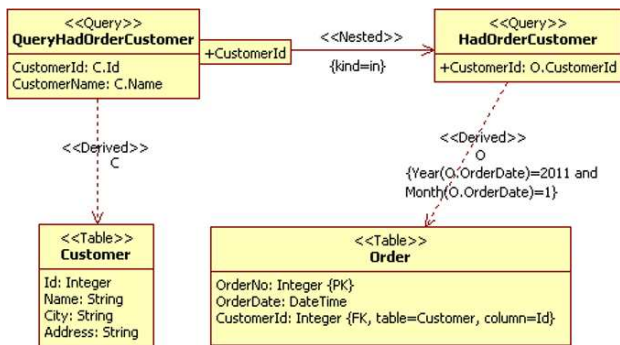 <<Query>>
QueryHadOrderCustomer
CustomerId: C.Id
CustomerName: C.Name
+CustomerId
<<Nested>>
{kind=in}
<<Query>>
HadOrderCustomer
+CustomerId: O.CustomerId
<<Derived>>
C
<<Derived>>
O
{Year(O.OrderDate)=2011 and
Month(O.OrderDate)=1}
<<Table>>
Customer
Id: Integer
Name: String
City: String
Address: String
<<Table>>
Order
OrderNo: Integer {PK}
OrderDate: DateTime
CustomerId: Integer {FK, table=Customer, column=Id}